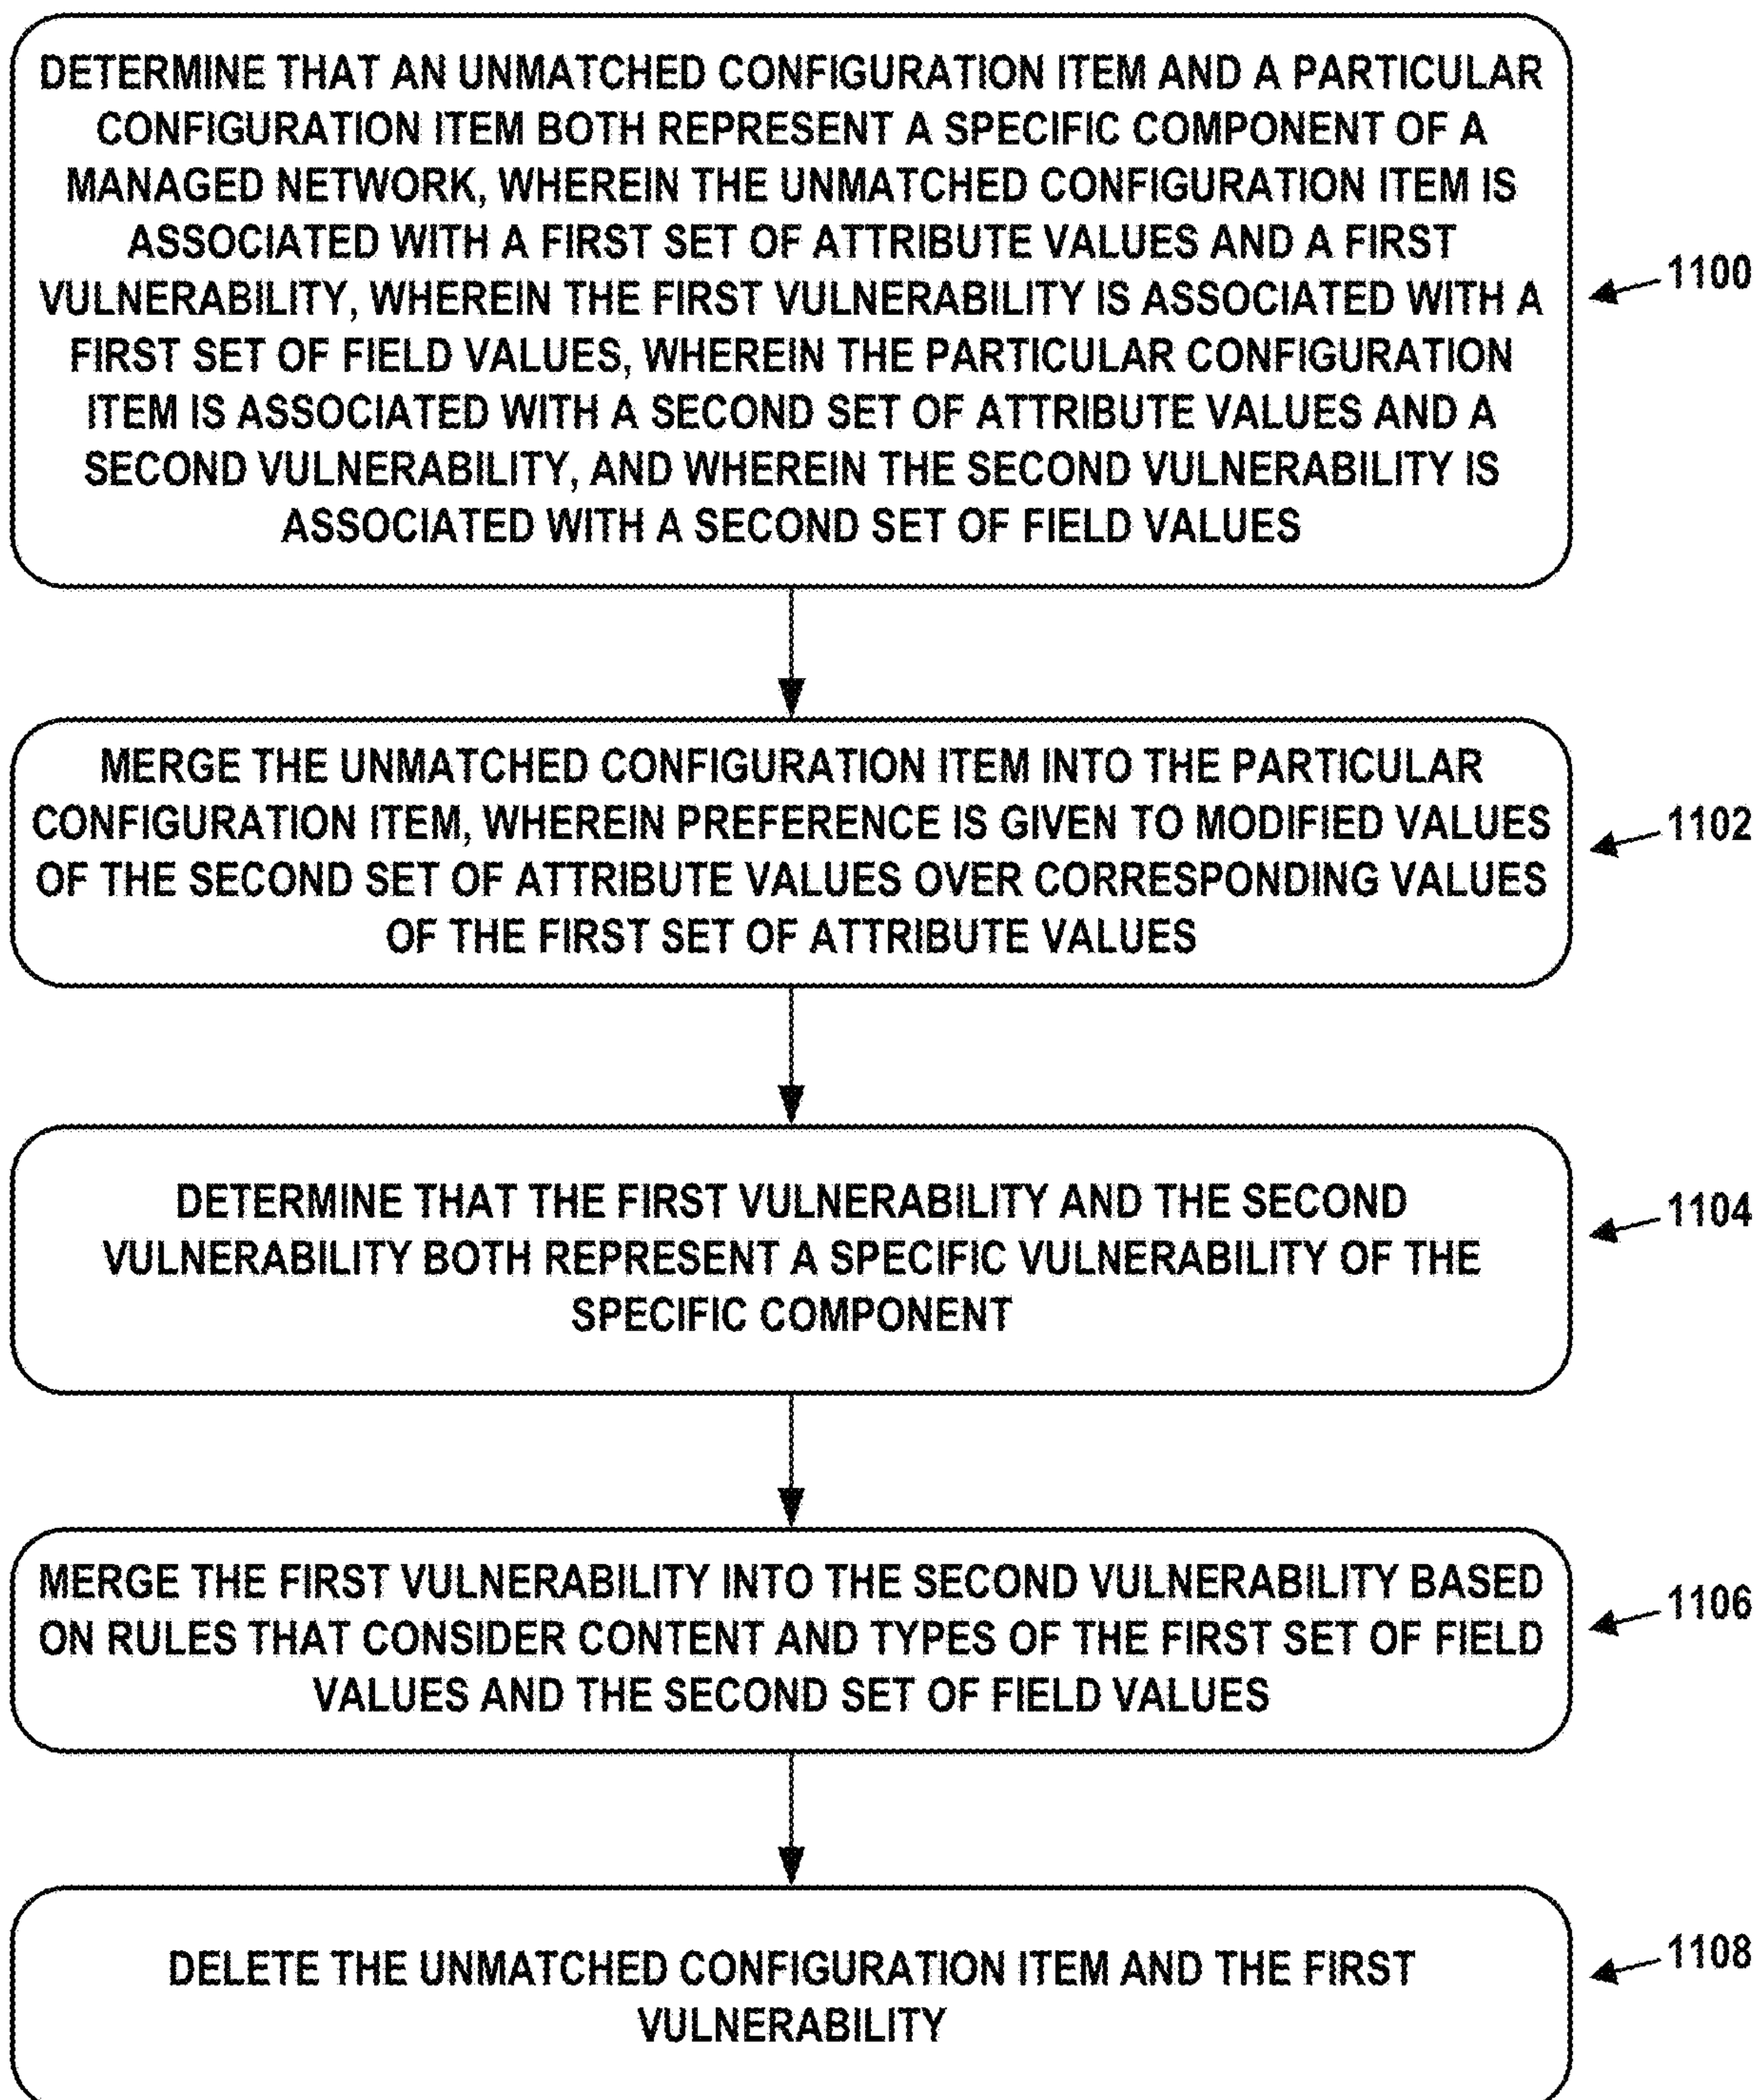 DETERMINE THAT AN UNMATCHED CONFIGURATION ITEM AND A PARTICULAR
CONFIGURATION ITEM BOTH REPRESENT A SPECIFIC COMPONENT OF A
MANAGED NETWORK, WHEREIN THE UNMATCHED CONFIGURATION ITEM IS
ASSOCIATED WITH A FIRST SET OF ATTRIBUTE VALUES AND A FIRST
VULNERABILITY, WHEREIN THE FIRST VULNERABILITY IS ASSOCIATED WITH A
FIRST SET OF FIELD VALUES, WHEREIN THE PARTICULAR CONFIGURATION
ITEM IS ASSOCIATED WITH A SECOND SET OF ATTRIBUTE VALUES AND A
SECOND VULNERABILITY, AND WHEREIN THE SECOND VULNERABILITY IS
ASSOCIATED WITH A SECOND SET OF FIELD VALUES
1100
MERGE THE UNMATCHED CONFIGURATION ITEM INTO THE PARTICULAR
CONFIGURATION ITEM, WHEREIN PREFERENCE IS GIVEN TO MODIFIED VALUES
OF THE SECOND SET OF ATTRIBUTE VALUES OVER CORRESPONDING VALUES
OF THE FIRST SET OF ATTRIBUTE VALUES
1102
DETERMINE THAT THE FIRST VULNERABILITY AND THE SECOND
VULNERABILITY BOTH REPRESENT A SPECIFIC VULNERABILITY OF THE
SPECIFIC COMPONENT
1104
MERGE THE FIRST VULNERABILITY INTO THE SECOND VULNERABILITY BASED
ON RULES THAT CONSIDER CONTENT AND TYPES OF THE FIRST SET OF FIELD
VALUES AND THE SECOND SET OF FIELD VALUES
1106
DELETE THE UNMATCHED CONFIGURATION ITEM AND THE FIRST
VULNERABILITY
1108